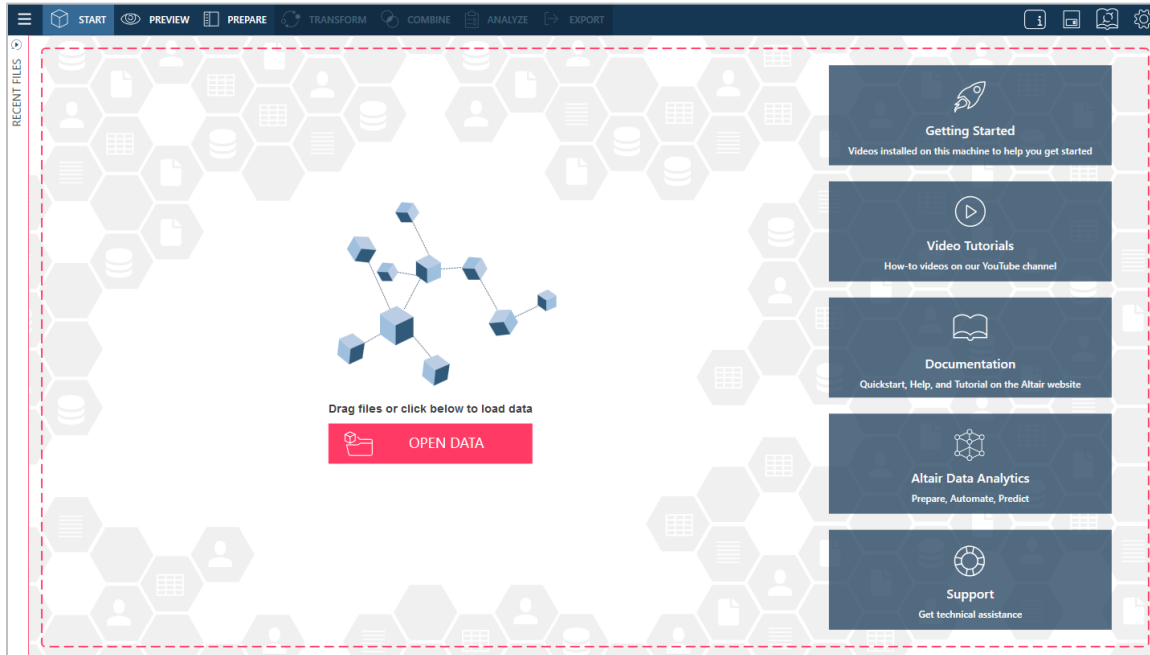 START
PREVIEW
PREPARE
TRANSFORM
COMBINE
ANALYZE
EXPORT
RECENT FILES
Drag files or click below to load data
OPEN DATA
Getting Started
Videos installed on this machine to help you get started
Video Tutorials
How-to videos on our YouTube channel
Documentation
Quickstart, Help, and Tutorial on the Altair website
Altair Data Analytics
Prepare, Automate, Predict
Support
Get technical assistance